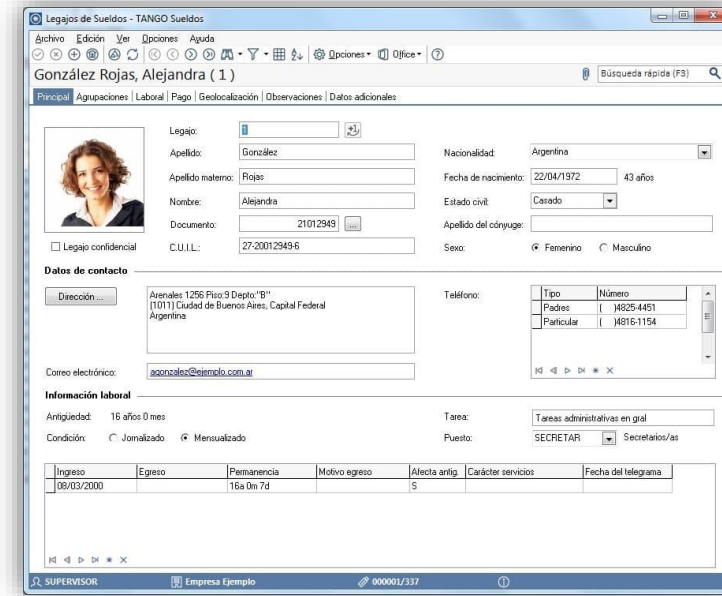 Legajos de Sueldos - TANGO Sueldos
Archivo Edición Ver Opciones Ayuda
Opciones Office
González Rojas, Alejandra ( 1 )
Búsqueda rápida (F3)
Principal Agrupaciones Laboral Pago Geolocalización Observaciones Datos adicionales
Legajo: 1 +1
Apellido: González
Nacionalidad: Argentina
Apellido materno: Rojas
Fecha de nacimiento: 22/04/1972 43 años
Nombre: Alejandra
Estado civil: Casado
Documento: 21012949 ...
Apellido del cónyuge:
Legajo confidencial
C.U.I.L.: 27-20012949-6
Sexo: Femenino Masculino
Datos de contacto
Dirección ...
Arenales 1256 Piso:9 Depto:"B"
(1011) Ciudad de Buenos Aires, Capital Federal
Argentina
Teléfono:
Tipo Número
Padres ( )4825-4451
Particular ( )4816-1154
Correo electrónico: agonzalez@ejemplo.com.ar
Información laboral
Antigüedad: 16 años 0 mes
Tarea: Tareas administrativas en gral
Condición: Jornalizado Mensualizado
Puesto: SECRETAR Secretarios/as
Ingreso Egreso Permanencia Motivo egreso Afecta antig. Carácter servicios Fecha del telegrama
08/03/2000 16a 0m 7d S
SUPERVISOR Empresa Ejemplo 000001/337